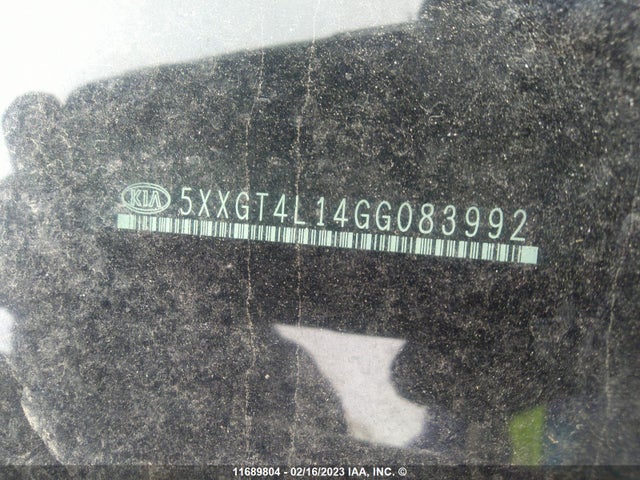 KIA 5XXGT4L14GG083992
11689804 - 02/16/2023 IAA, INC. ©